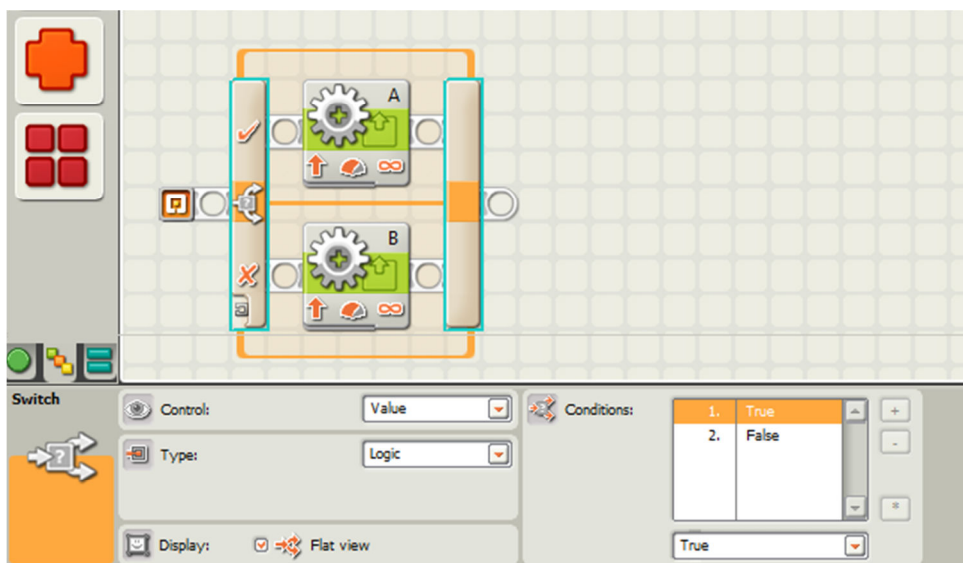 A
B
Switch
Control:
Value
Conditions:
1. True
2. False
+
-
*
Type:
Logic
Display:
Flat view
True